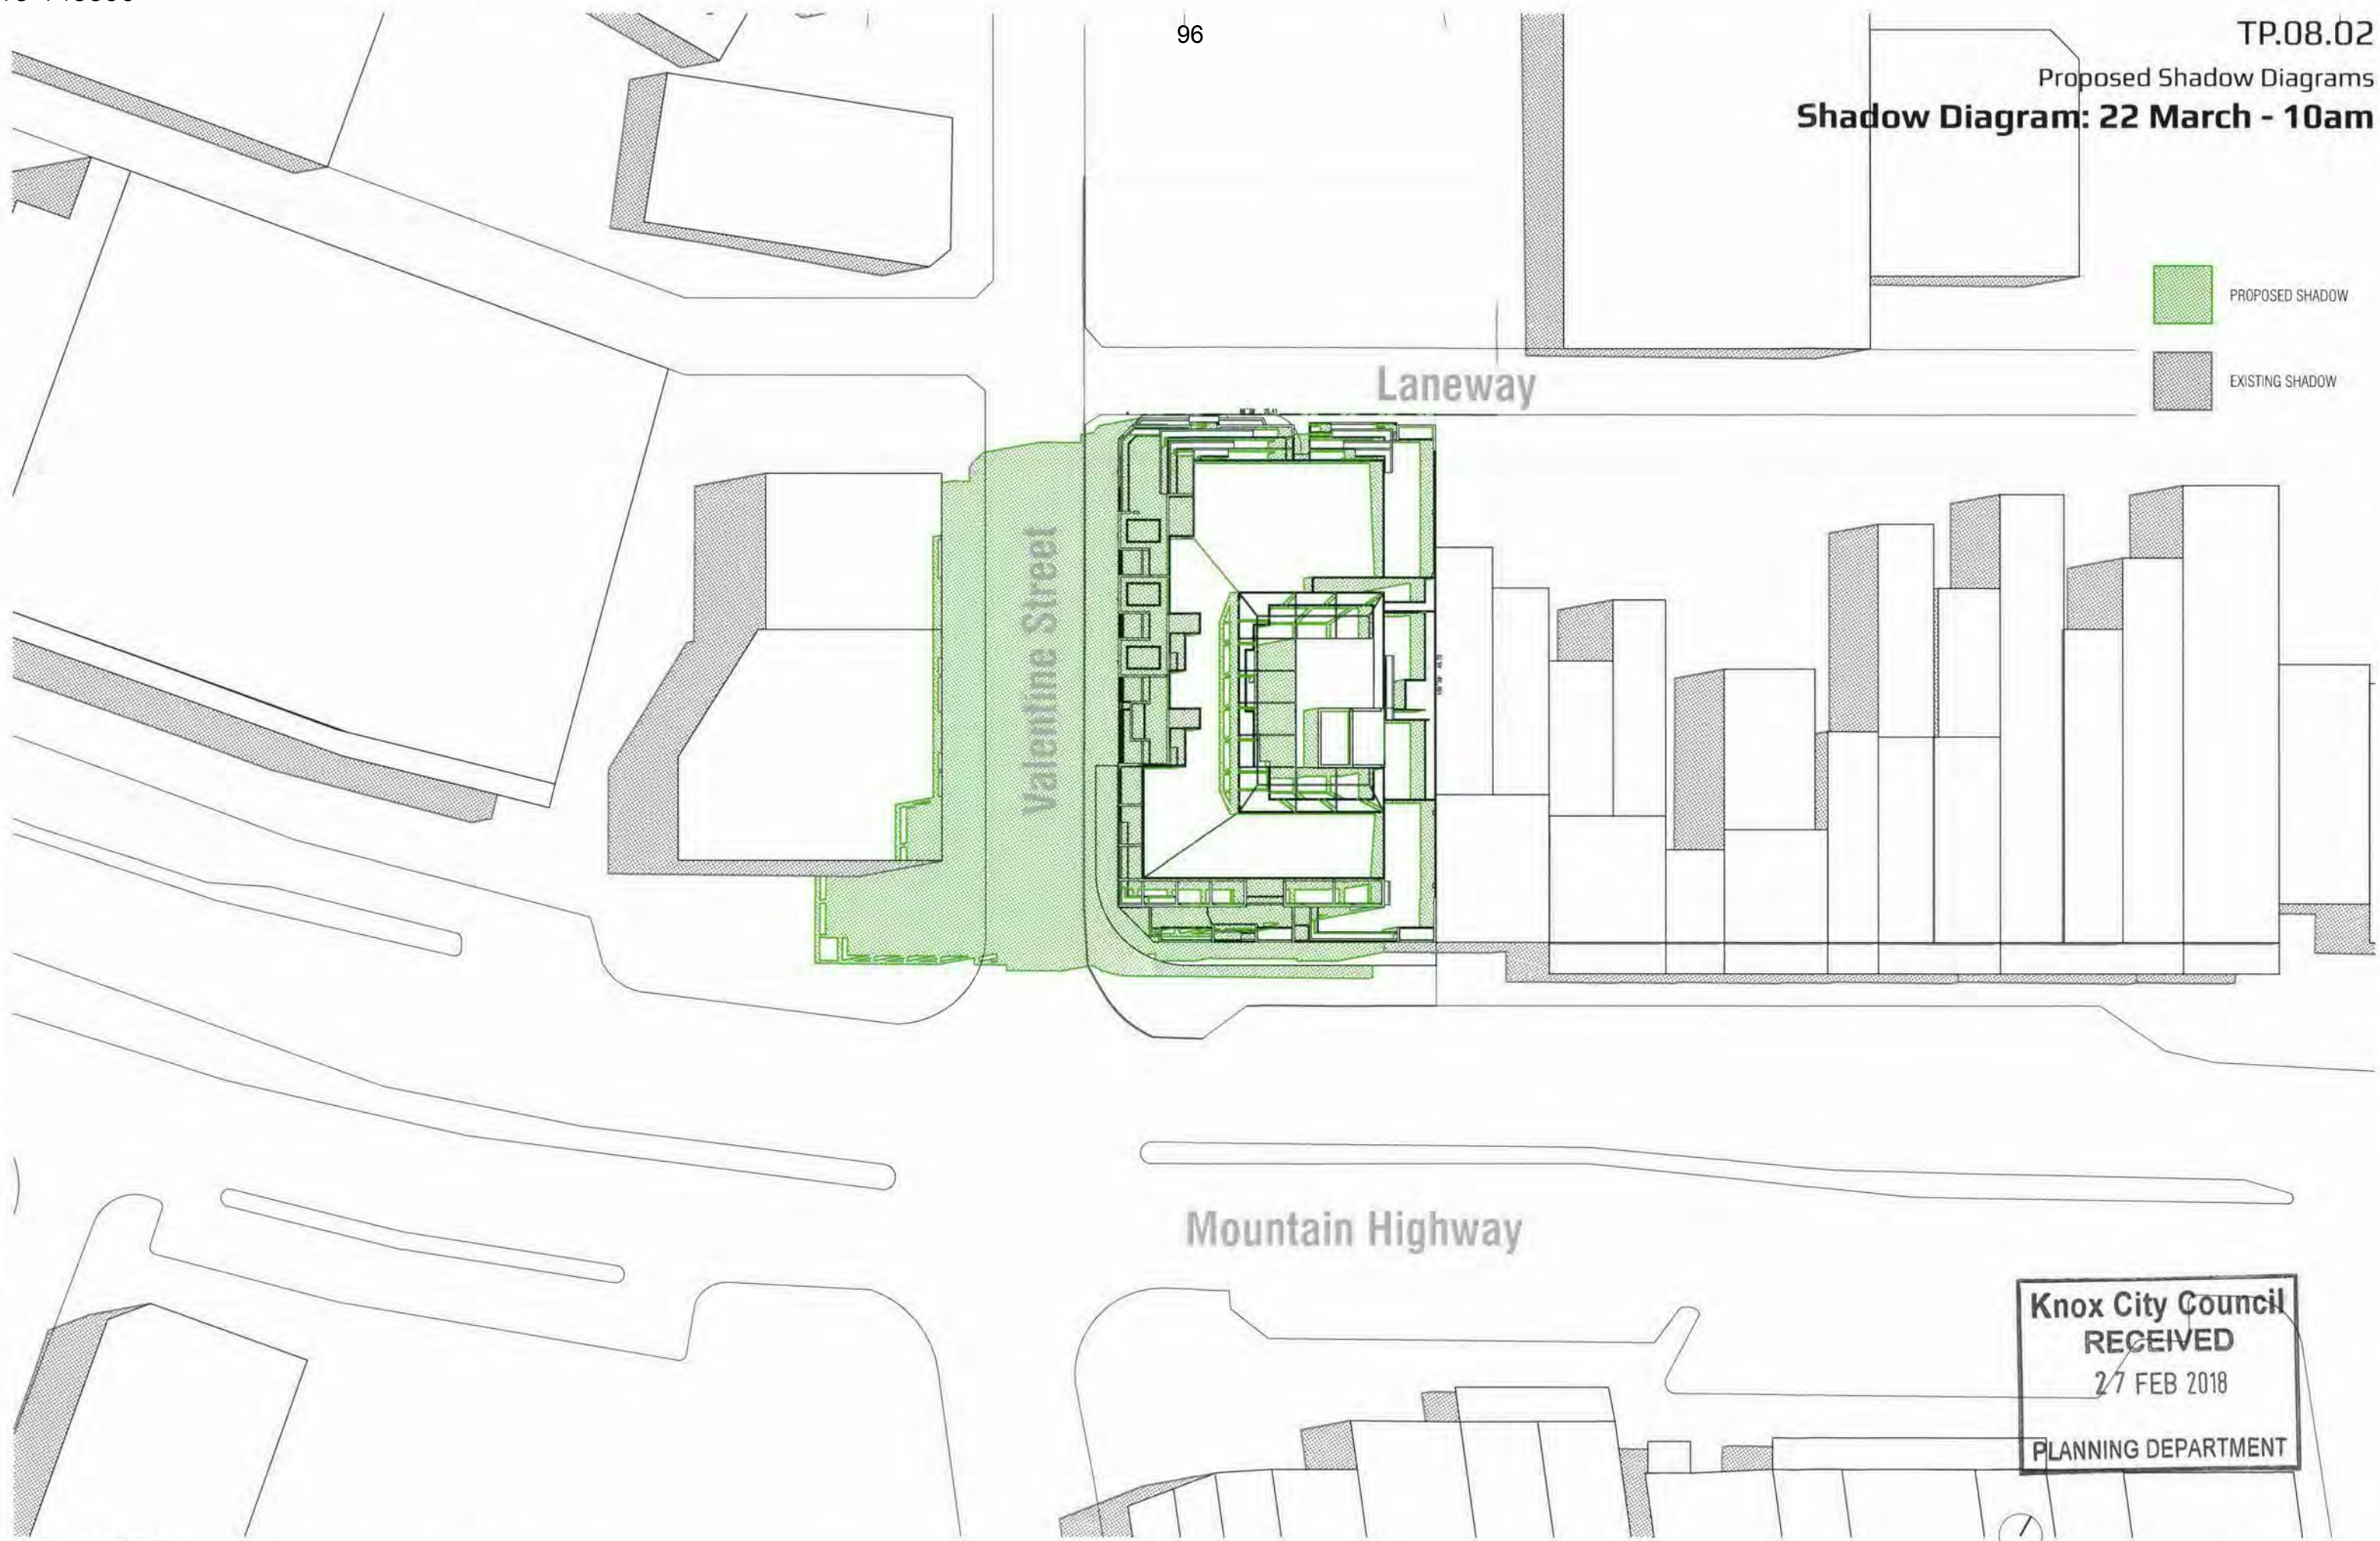 96
TP.08.02
Proposed Shadow Diagrams
Shadow Diagram: 22 March - 10am
PROPOSED SHADOW
EXISTING SHADOW
Laneway
Valentine Street
Mountain Highway
Knox City Council
RECEIVED
27 FEB 2018
PLANNING DEPARTMENT